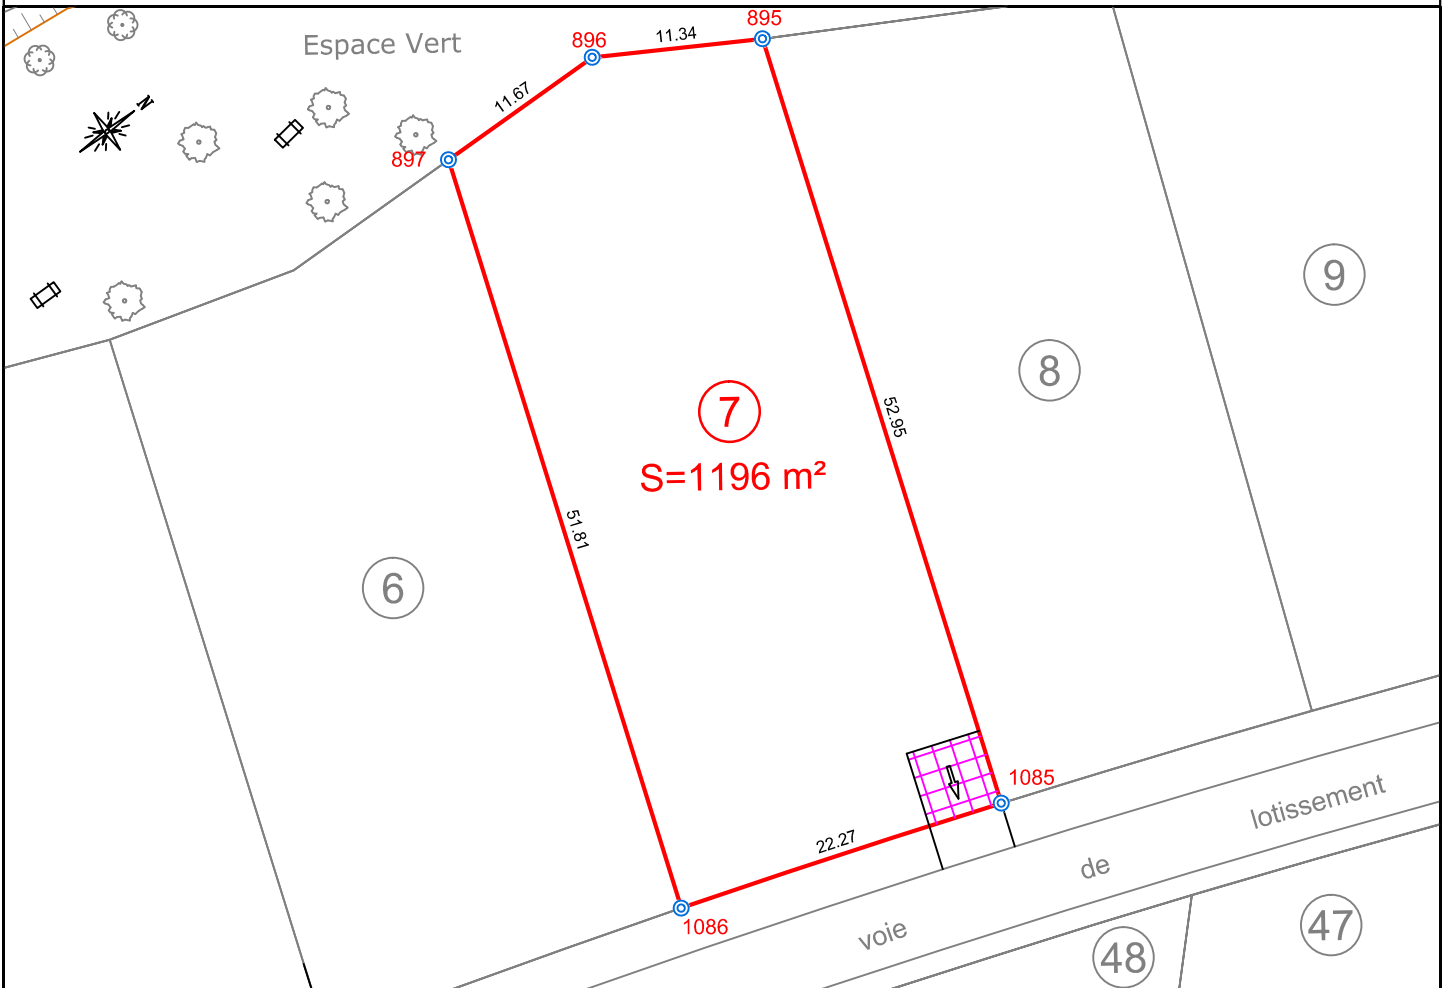 895
Espace Vert
896
11.34
11.67
N
897
9
8
7
52.95
S=1196 m²
51.81
6
1085
lotissement
22.27
de
1086
voie
47
48